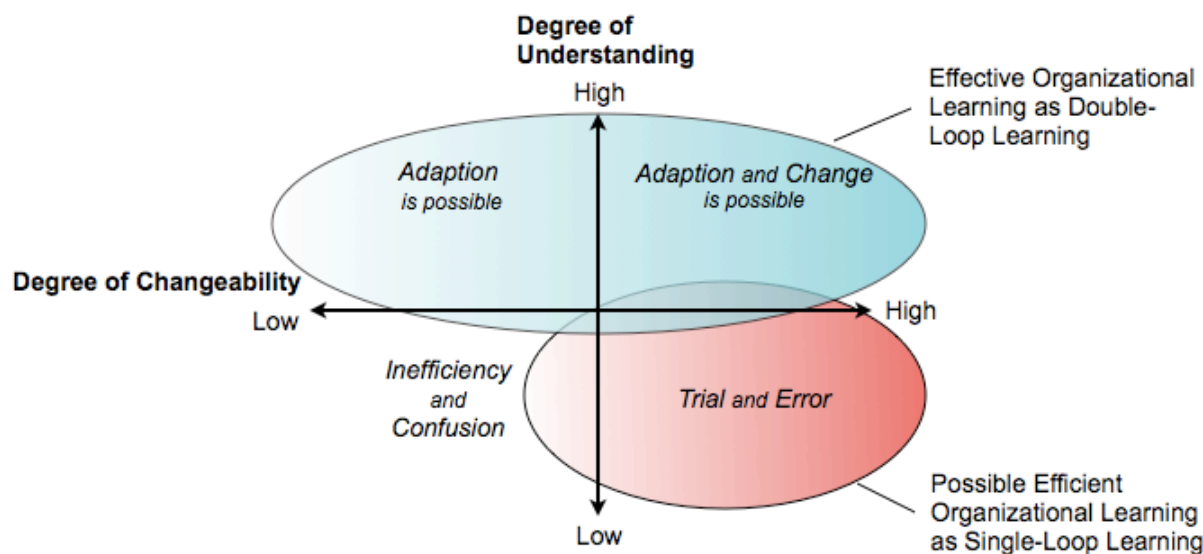 Degree of
Understanding
High
Effective Organizational
Learning as Double-
Loop Learning
Adaption
is possible
Adaption and Change
is possible
Degree of Changeability
Low
High
Inefficiency
and
Confusion
Trial and Error
Possible Efficient
Organizational Learning
as Single-Loop Learning
Low